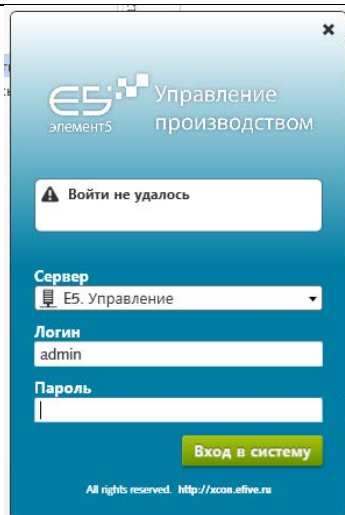 E5
элемент5
Управление
производством
Войти не удалось
Сервер
E5. Управление
Логин
admin
Пароль
Вход в систему
All rights reserved. http://xcon.efive.ru